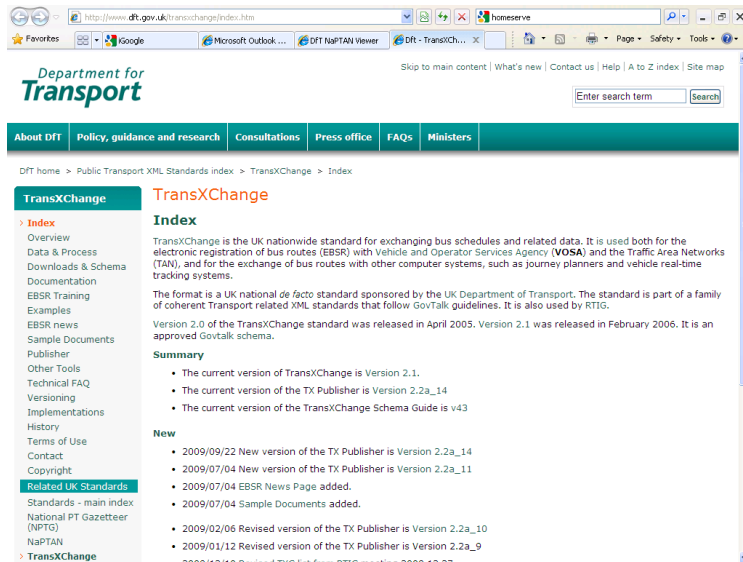 http://www.dft.gov.uk/transxchange/index.htm
homeserve
Favorites
Google
Microsoft Outlook ...
DfT NaPTAN Viewer
Dft - TransXCh...
Page
Safety
Tools
Skip to main content | What's new | Contact us | Help | A to Z index | Site map
Department for
Transport
Enter search term
Search
About DfT
Policy, guidance and research
Consultations
Press office
FAQs
Ministers
DfT home > Public Transport XML Standards index > TransXChange > Index
TransXChange
> Index
Overview
Data & Process
Downloads & Schema
Documentation
EBSR Training
Examples
EBSR news
Sample Documents
Publisher
Other Tools
Technical FAQ
Versioning
Implementations
History
Terms of Use
Contact
Copyright
Related UK Standards
Standards - main index
National PT Gazetteer
(NPTG)
NaPTAN
> TransXChange
TransXChange
Index
TransXChange is the UK nationwide standard for exchanging bus schedules and related data. It is used both for the
electronic registration of bus routes (EBSR) with Vehicle and Operator Services Agency (VOSA) and the Traffic Area Networks
(TAN), and for the exchange of bus routes with other computer systems, such as journey planners and vehicle real-time
tracking systems.
The format is a UK national de facto standard sponsored by the UK Department of Transport. The standard is part of a family
of coherent Transport related XML standards that follow GovTalk guidelines. It is also used by RTIG.
Version 2.0 of the TransXChange standard was released in April 2005. Version 2.1 was released in February 2006. It is an
approved Govtalk schema.
Summary
• The current version of TransXChange is Version 2.1.
• The current version of the TX Publisher is Version 2.2a_14
• The current version of the TransXChange Schema Guide is v43
New
• 2009/09/22 New version of the TX Publisher is Version 2.2a_14
• 2009/07/04 New version of the TX Publisher is Version 2.2a_11
• 2009/07/04 EBSR News Page added.
• 2009/07/04 Sample Documents added.
• 2009/02/06 Revised version of the TX Publisher is Version 2.2a_10
• 2009/01/12 Revised version of the TX Publisher is Version 2.2a_9